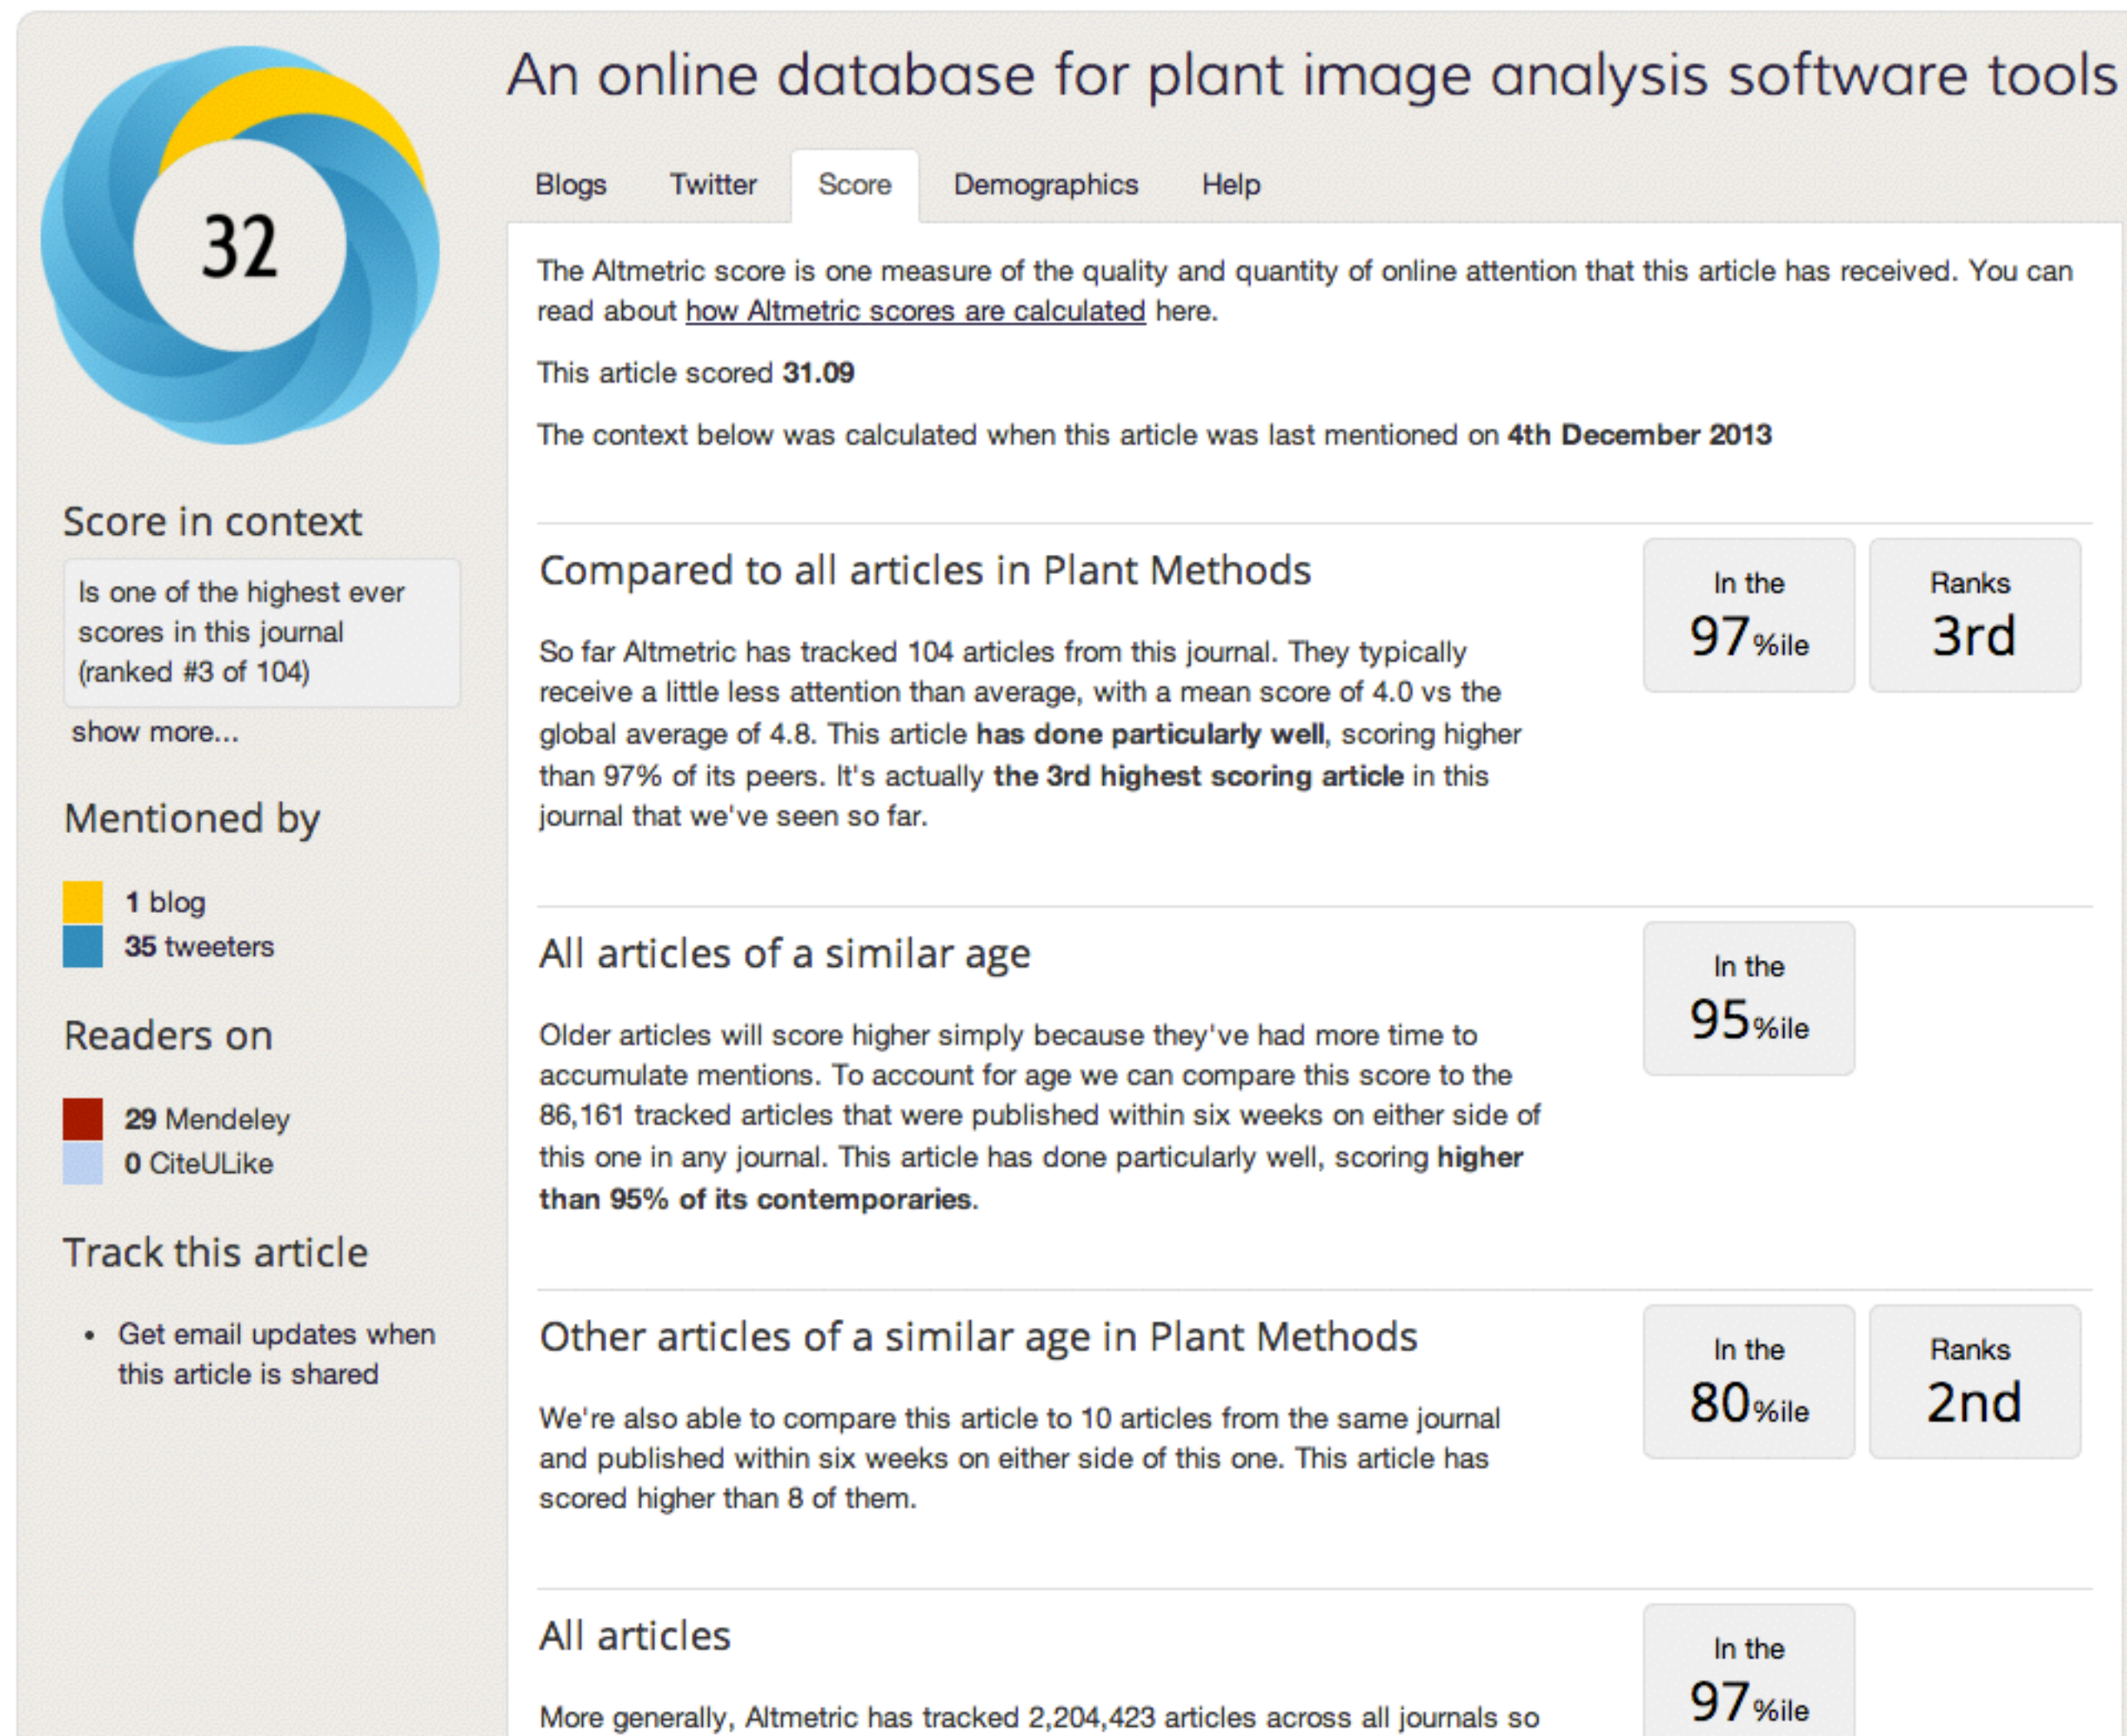 An online database for plant image analysis software tools
32
Blogs Twitter Score Demographics Help
The Altmetric score is one measure of the quality and quantity of online attention that this article has received. You can
read about how Altmetric scores are calculated here.
This article scored 31.09
The context below was calculated when this article was last mentioned on 4th December 2013
Score in context
Is one of the highest ever
scores in this journal
(ranked #3 of 104)
show more...
Mentioned by
1 blog
35 tweeters
Readers on
29 Mendeley
0 CiteULike
Track this article
• Get email updates when
this article is shared
Compared to all articles in Plant Methods
So far Altmetric has tracked 104 articles from this journal. They typically
receive a little less attention than average, with a mean score of 4.0 vs the
global average of 4.8. This article has done particularly well, scoring higher
than 97% of its peers. It's actually the 3rd highest scoring article in this
journal that we've seen so far.
In the
97%ile
Ranks
3rd
All articles of a similar age
Older articles will score higher simply because they've had more time to
accumulate mentions. To account for age we can compare this score to the
86,161 tracked articles that were published within six weeks on either side of
this one in any journal. This article has done particularly well, scoring higher
than 95% of its contemporaries.
In the
95%ile
Other articles of a similar age in Plant Methods
We're also able to compare this article to 10 articles from the same journal
and published within six weeks on either side of this one. This article has
scored higher than 8 of them.
In the
80%ile
Ranks
2nd
All articles
More generally, Altmetric has tracked 2,204,423 articles across all journals so
In the
97%ile